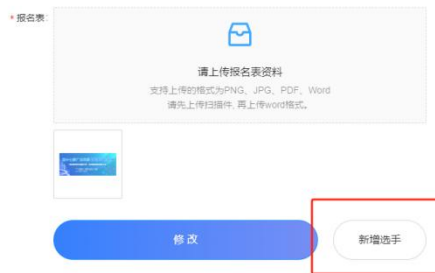 * 报名表:
请上传报名表资料
支持上传的格式为PNG、JPG、PDF、Word
请先上传扫描件, 再上传word格式。
修 改
新增选手